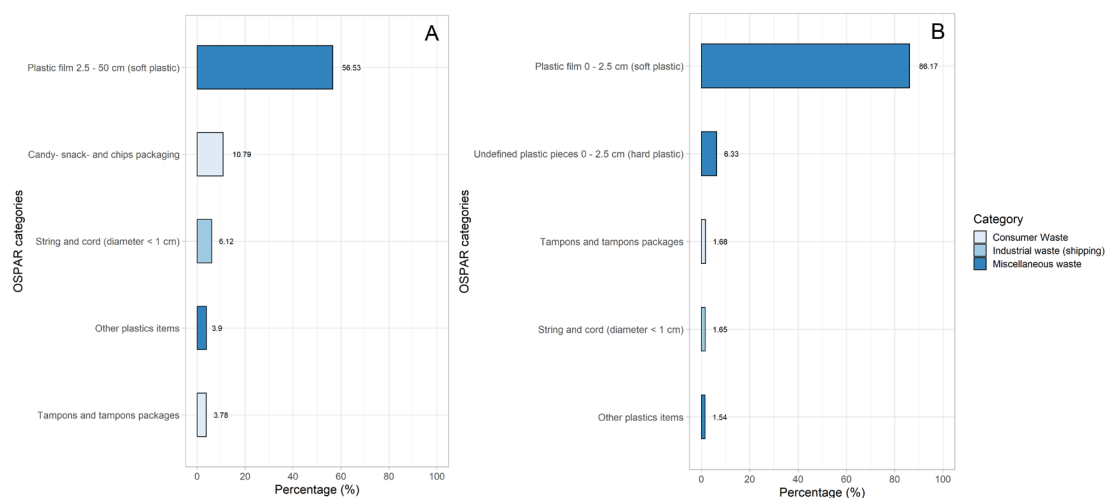 A
OSPAR categories
Plastic film 2.5 - 50 cm (soft plastic)
56.53
Candy- snack- and chips packaging
10.79
String and cord (diameter < 1 cm)
6.12
Other plastics items
3.9
Tampons and tampons packages
3.78
0 20 40 60 80 100
Percentage (%)
B
OSPAR categories
Plastic film 0 - 2.5 cm (soft plastic)
86.17
Undefined plastic pieces 0 - 2.5 cm (hard plastic)
6.33
Tampons and tampons packages
1.68
String and cord (diameter < 1 cm)
1.65
Other plastics items
1.54
0 20 40 60 80 100
Percentage (%)
Category
Consumer Waste
Industrial waste (shipping)
Miscellaneous waste